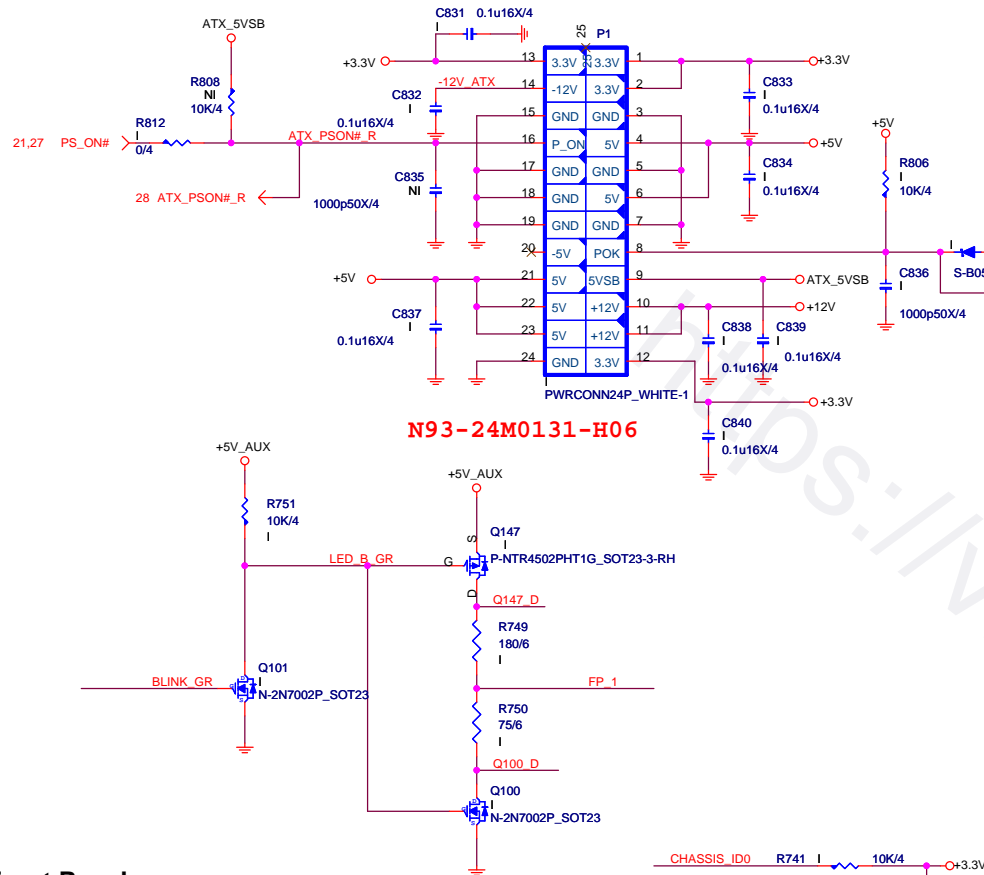 C831 0.1u16X/4
I
25
P1
ATX_5VSB
+3.3V
13 3.3V 3.3V 1
+3.3V
-12V_ATX
14 -12V 3.3V 2
R808
NI
10K/4
C832
I
0.1u16X/4
C833
I
0.1u16X/4
15 GND GND 3
+5V
21,27 PS_ON#
R812
I
0/4
ATX_PSON#_R
16 P_ON 5V 4
+5V
17 GND GND 5
C834
I
0.1u16X/4
R806
I
10K/4
28 ATX_PSON#_R
C835
NI
1000p50X/4
18 GND 5V 6
19 GND GND 7
20 -5V POK 8
I
S-B05
+5V
21 5V 5VSB 9
ATX_5VSB
C836
I
1000p50X/4
22 5V +12V 10
+12V
C837
I
0.1u16X/4
23 5V +12V 11
C838
I
0.1u16X/4
C839
I
0.1u16X/4
24 GND 3.3V 12
I
PWRCONN24P_WHITE-1
+3.3V
N93-24M0131-H06
C840
I
0.1u16X/4
https://v
+5V_AUX
+5V_AUX
R751
10K/4
I
S
Q147
I
P-NTR4502PHT1G_SOT23-3-RH
LED_B_GR
G
D
Q147_D
R749
180/6
I
Q101
I
N-2N7002P_SOT23
BLINK_GR
FP_1
R750
75/6
I
Q100_D
Q100
I
N-2N7002P_SOT23
CHASSIS_ID0 R741 I 10K/4 +3.3V